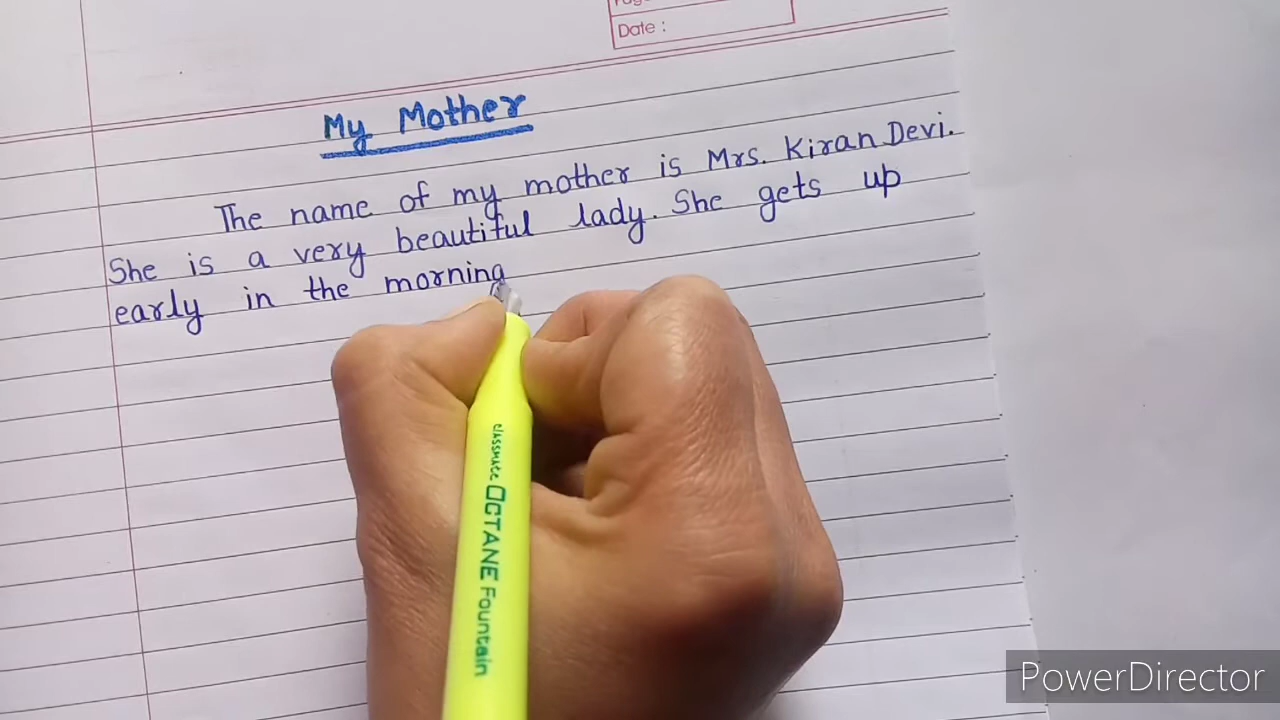 Date :
My Mother
The name of my mother is Mrs. Kiran Devi.
She is a very beautiful lady. She gets up
early in the morning
classmate OCTANE Fountain
PowerDirector